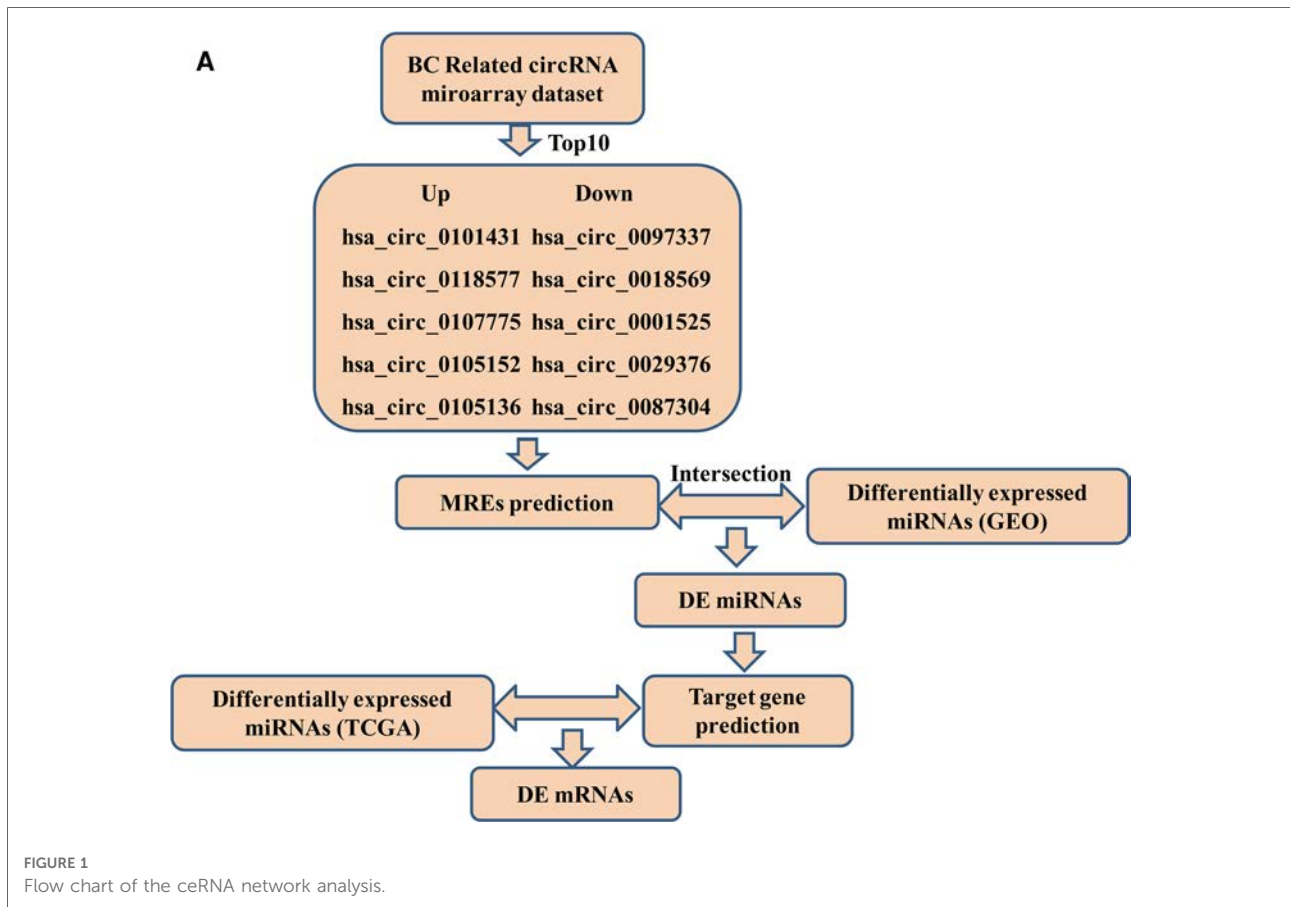 A
BC Related circRNA
miroarray dataset
Top10
Up Down
hsa_circ_0101431 hsa_circ_0097337
hsa_circ_0118577 hsa_circ_0018569
hsa_circ_0107775 hsa_circ_0001525
hsa_circ_0105152 hsa_circ_0029376
hsa_circ_0105136 hsa_circ_0087304
Intersection
MREs prediction
Differentially expressed
miRNAs (GEO)
DE miRNAs
Differentially expressed
miRNAs (TCGA)
Target gene
prediction
DE mRNAs
FIGURE 1
Flow chart of the ceRNA network analysis.